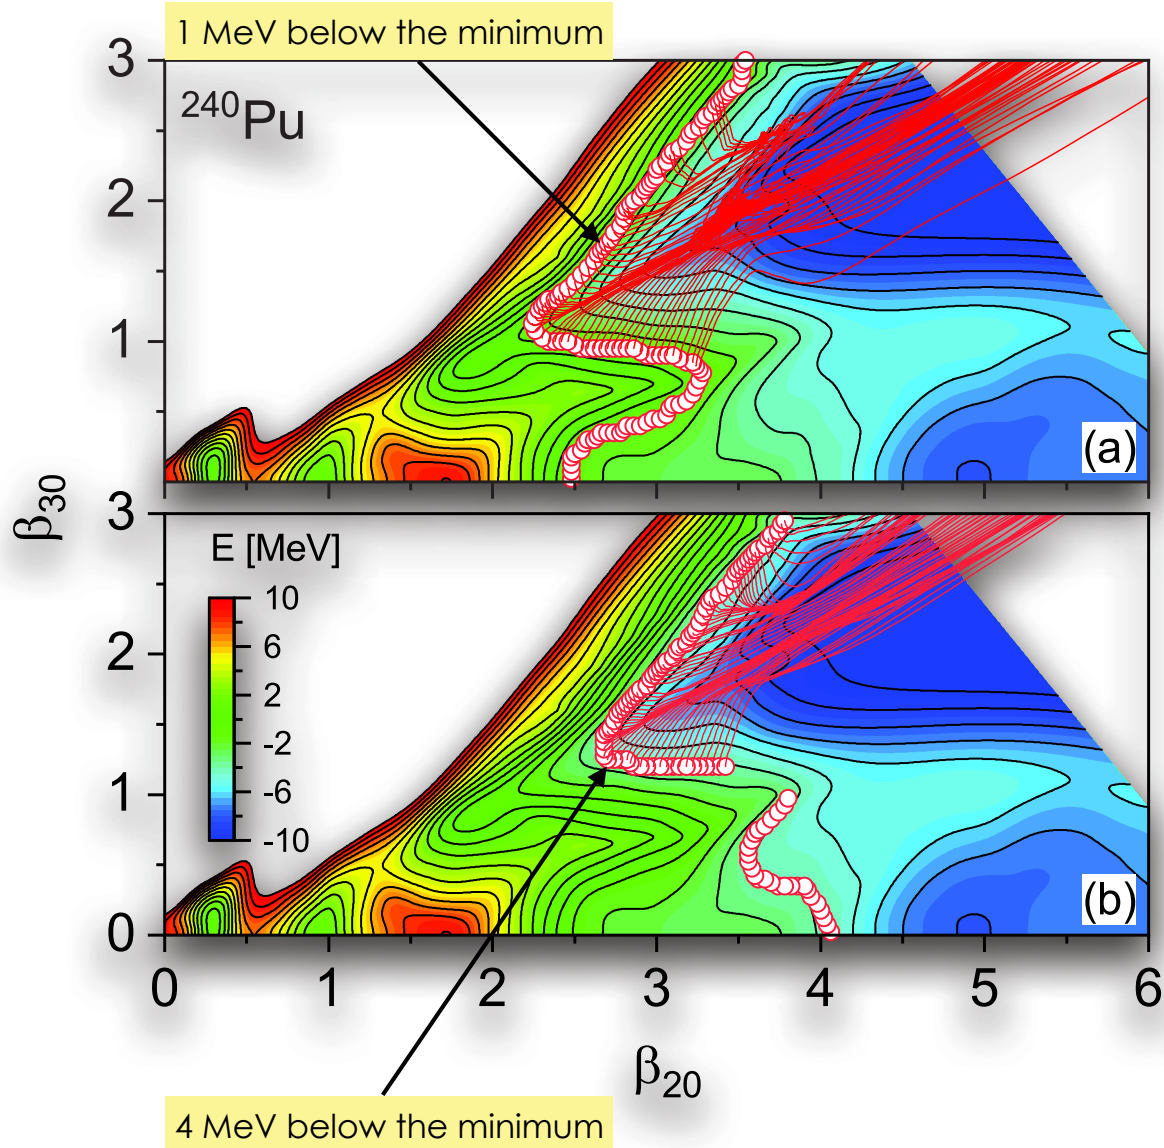 1 MeV below the minimum
3
240Pu
2
1
(a)
β30
3
E [MeV]
10
6
2
-2
-6
-10
2
1
0
(b)
0 1 2 3 4 5 6
β20
4 MeV below the minimum